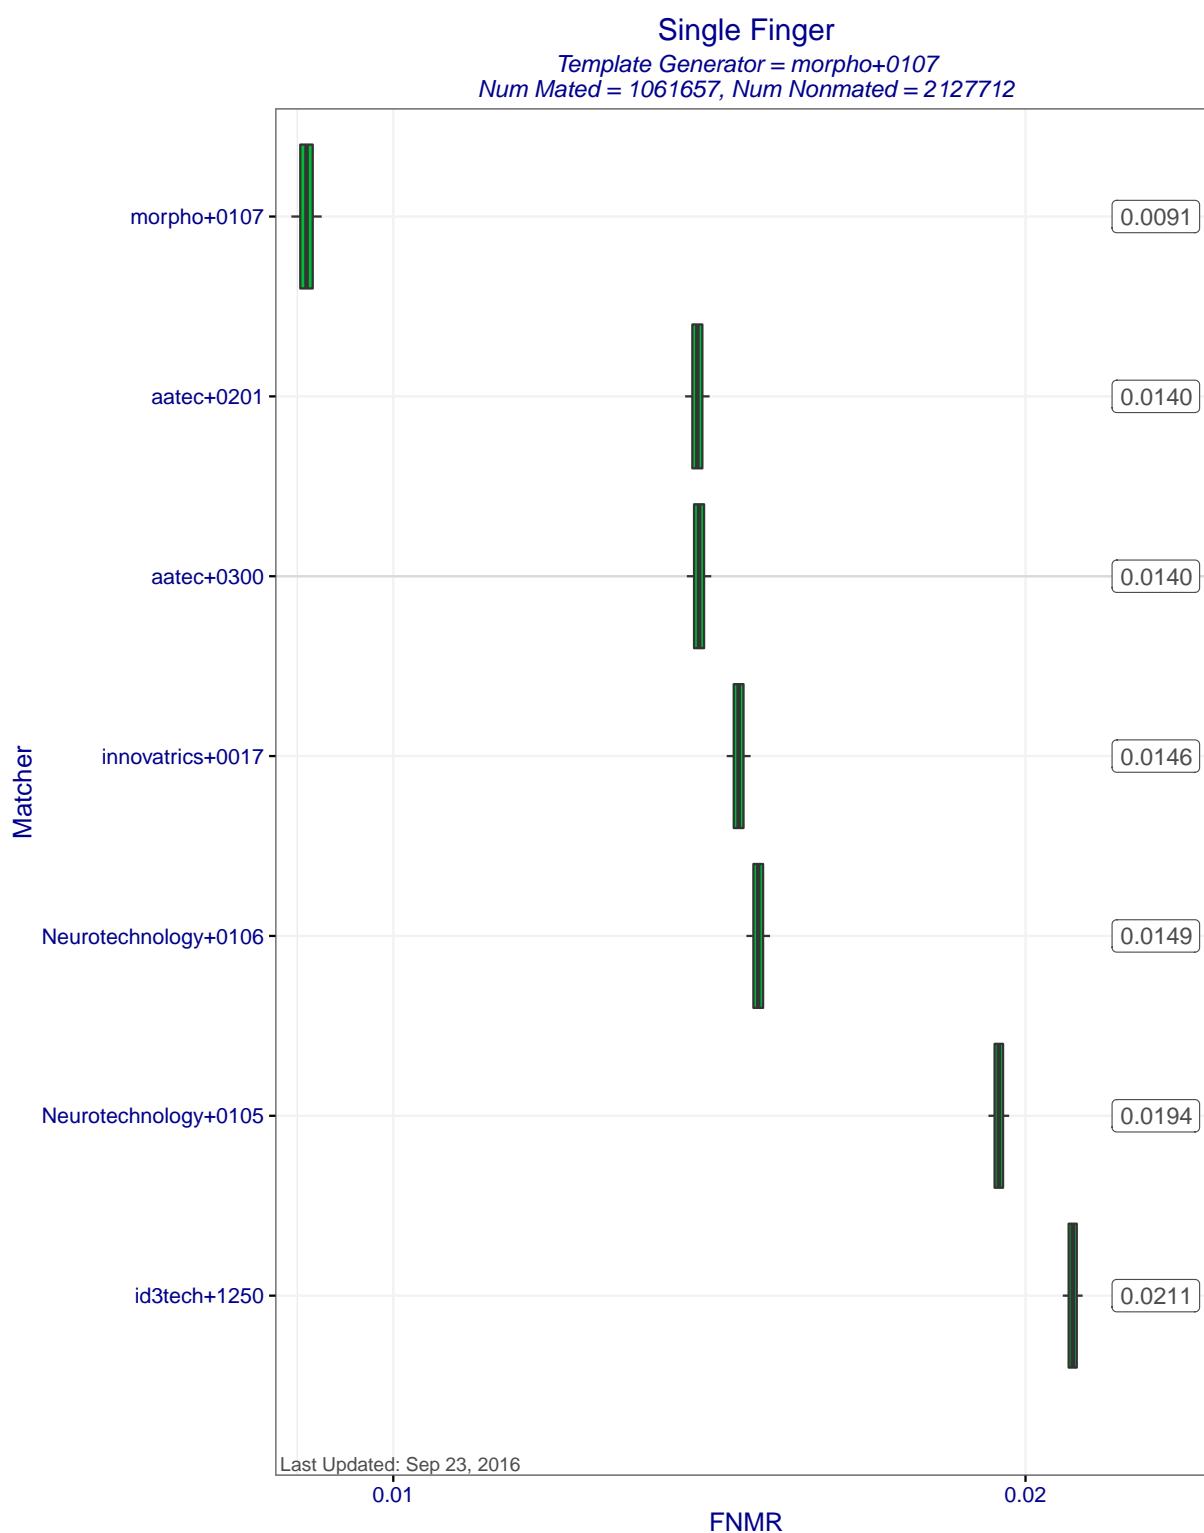 Single Finger
Template Generator = morpho+0107
Num Mated = 1061657, Num Nonmated = 2127712
morpho+0107
0.0091
aatec+0201
0.0140
aatec+0300
0.0140
innovatrics+0017
0.0146
Matcher
Neurotechnology+0106
0.0149
Neurotechnology+0105
0.0194
id3tech+1250
0.0211
Last Updated: Sep 23, 2016
0.01
0.02
FNMR